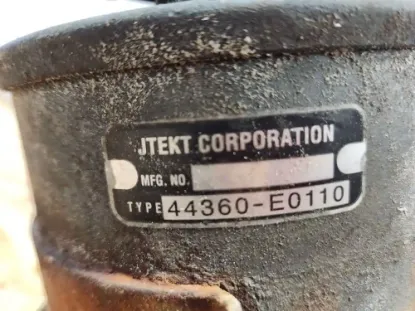 JTEKT CORPORATION
MFG. NO.
TYPE 44360-E0110